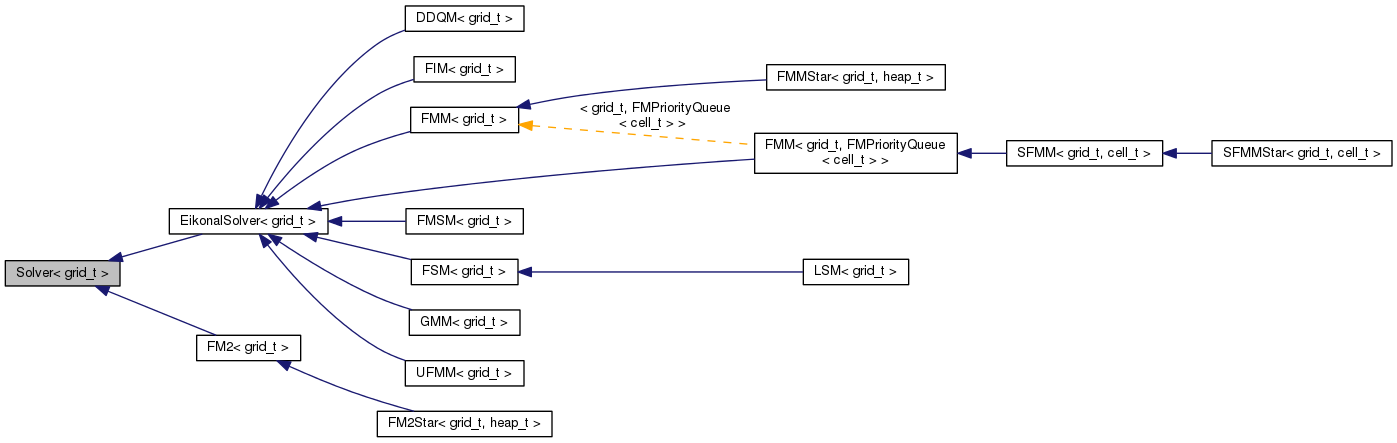 DDQM< grid_t >
FIM< grid_t >
FMMStar< grid_t, heap_t >
< grid_t, FMPriorityQueue
< cell_t > >
FMM< grid_t >
FMM< grid_t, FMPriorityQueue
< cell_t > >
SFMM< grid_t, cell_t >
SFMMStar< grid_t, cell_t >
EikonalSolver< grid_t >
FMSM< grid_t >
Solver< grid_t >
FSM< grid_t >
LSM< grid_t >
GMM< grid_t >
FM2< grid_t >
UFMM< grid_t >
FM2Star< grid_t, heap_t >